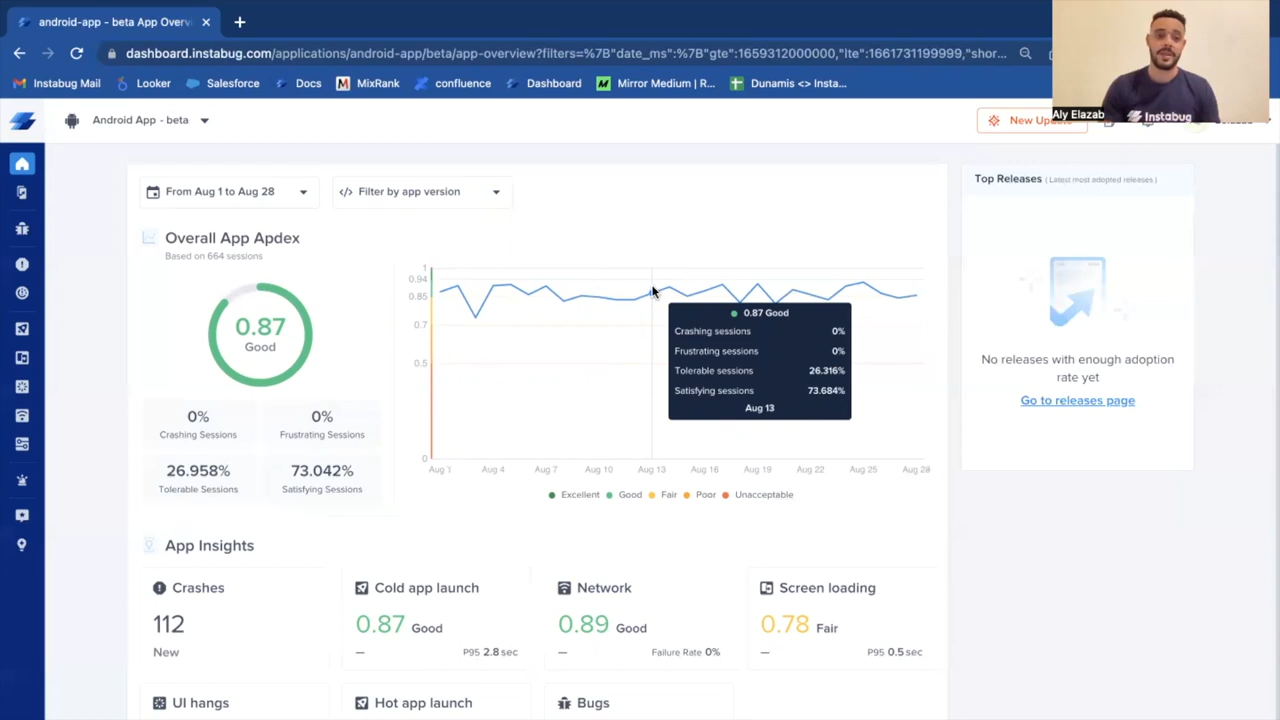 android-app - beta App Overv
dashboard.instabug.com/applications/android-app/beta/app-overview?filters=%7B"date_ms":%7B"gte":1659312000000,"lte":1661731199999,"shor...
Instabug Mail
Looker
Salesforce
Docs
MixRank
confluence
Dashboard
Mirror Medium | R...
Dunamis <> Insta...
Aly Elazab
Instabug
Android App - beta
New Update
From Aug 1 to Aug 28
Filter by app version
Top Releases ( Latest most adopted releases )
Overall App Apdex
Based on 664 sessions
0.87
Good
0%
Crashing Sessions
0%
Frustrating Sessions
26.958%
Tolerable Sessions
73.042%
Satisfying Sessions
1
0.94
0.85
0.7
0.5
0
0.87 Good
Crashing sessions 0%
Frustrating sessions 0%
Tolerable sessions 26.316%
Satisfying sessions 73.684%
Aug 13
Aug 1 Aug 4 Aug 7 Aug 10 Aug 13 Aug 16 Aug 19 Aug 22 Aug 25 Aug 28
Excellent Good Fair Poor Unacceptable
No releases with enough adoption
rate yet
Go to releases page
App Insights
Crashes
112
New
Cold app launch
0.87 Good
— P95 2.8 sec
Network
0.89 Good
— Failure Rate 0%
Screen loading
0.78 Fair
— P95 0.5 sec
UI hangs
Hot app launch
Bugs